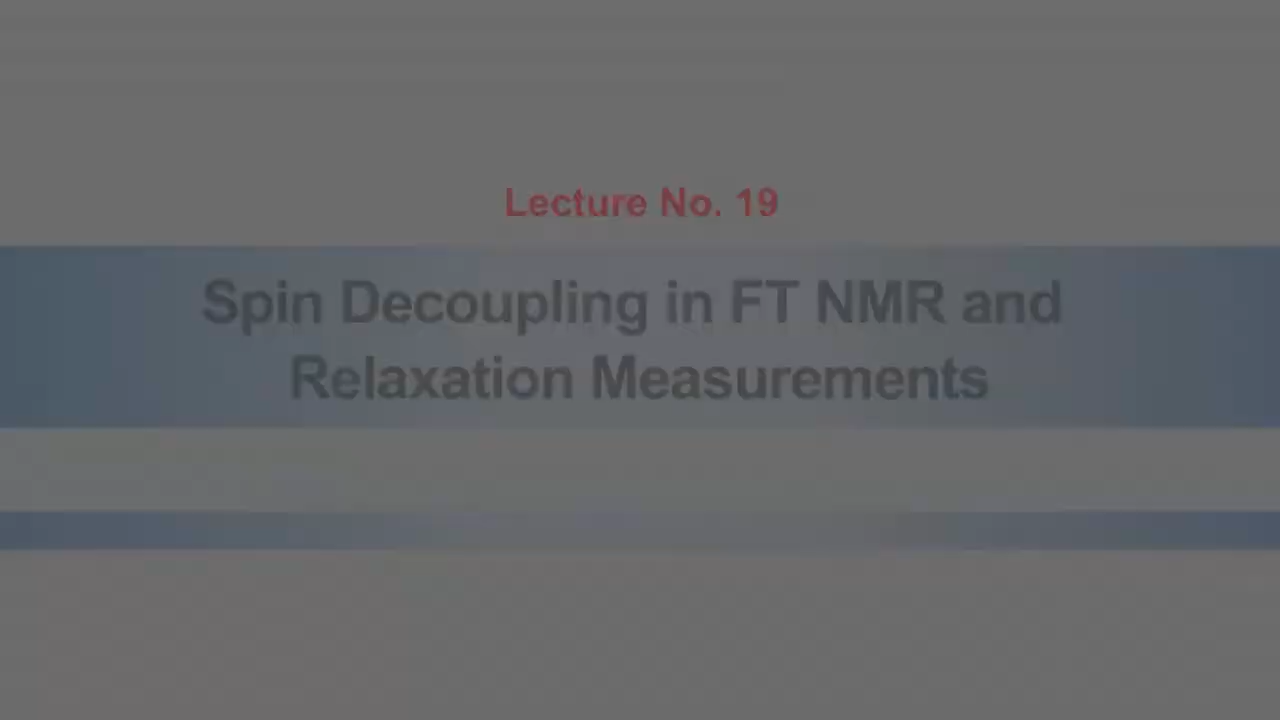 Lecture No. 19
Spin Decoupling in FT NMR and
Relaxation Measurements